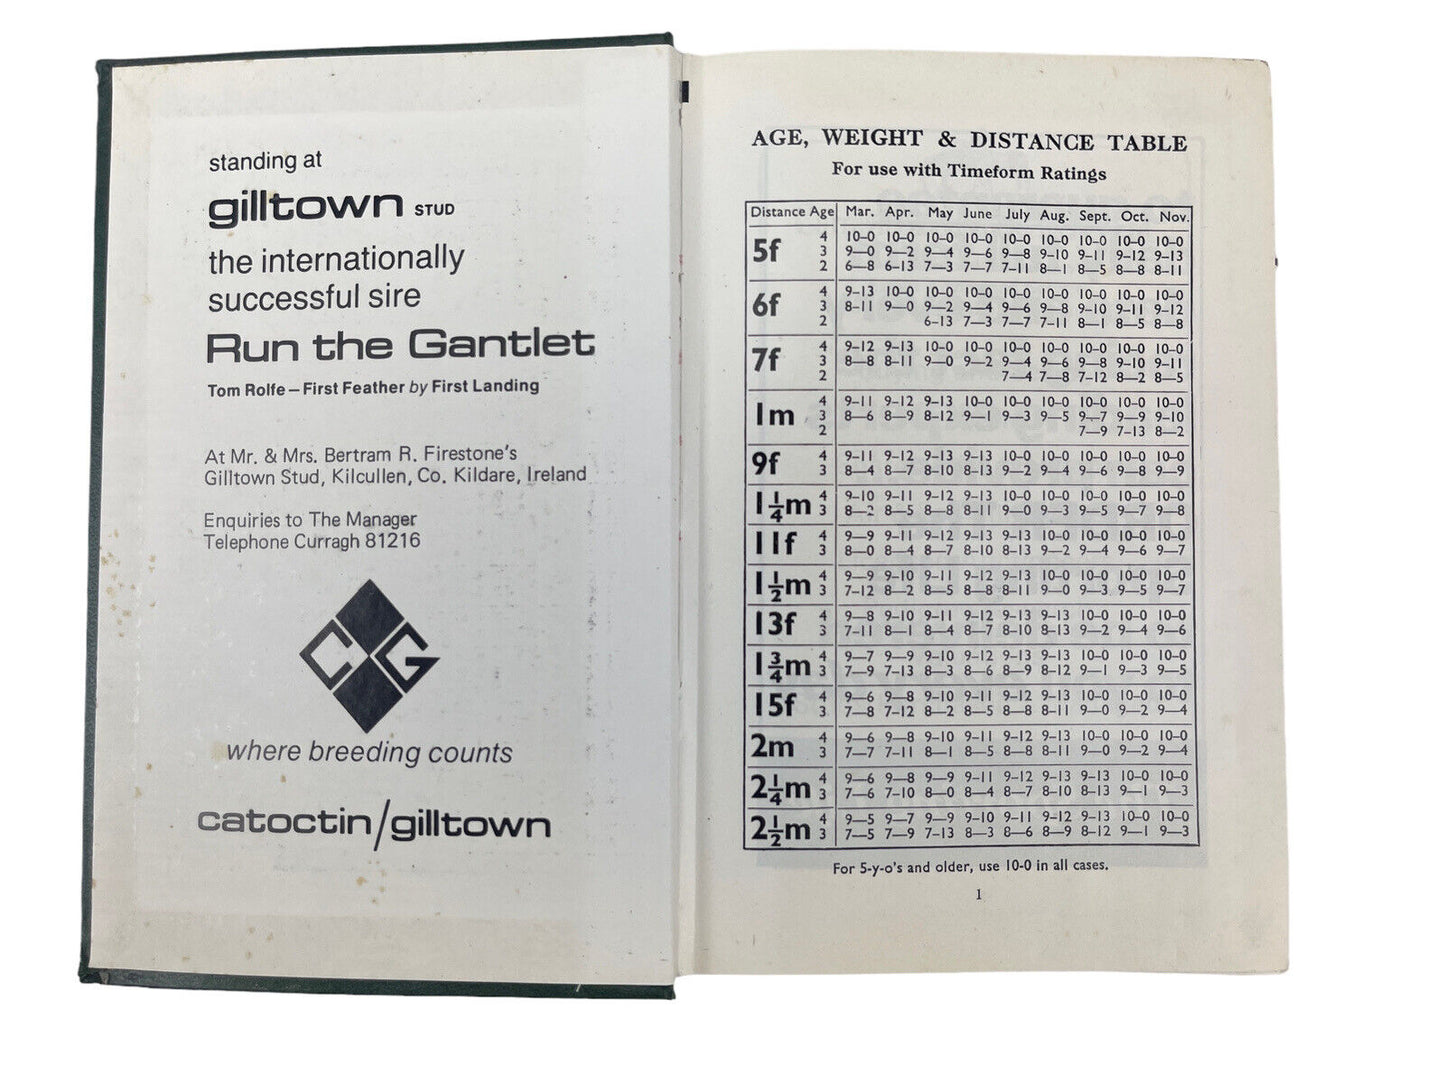 standing at
gilltown STUD
the internationally
successful sire
Run the Gantlet
Tom Rolfe – First Feather by First Landing
At Mr. & Mrs. Bertram R. Firestone's
Gilltown Stud, Kilcullen, Co. Kildare, Ireland
Enquiries to The Manager
Telephone Curragh 81216
CG
where breeding counts
catoctin/gilltown
AGE, WEIGHT & DISTANCE TABLE
For use with Timeform Ratings
Distance Age Mar. Apr. May June July Aug. Sept. Oct. Nov.
5f 4 10–0 10–0 10–0 10–0 10–0 10–0 10–0 10–0 10–0
3 9—0 9—2 9—4 9—6 9—8 9–10 9–11 9–12 9–13
2 6—8 6–13 7—3 7—7 7–11 8—1 8—5 8—8 8–11
6f 4 9–13 10–0 10–0 10–0 10–0 10–0 10–0 10–0 10–0
3 8–11 9—0 9—2 9—4 9—6 9—8 9–10 9–11 9–12
2 6–13 7—3 7—7 7–11 8—1 8—5 8—8
7f 4 9–12 9–13 10–0 10–0 10–0 10–0 10–0 10–0 10–0
3 8—8 8–11 9—0 9—2 9—4 9—6 9—8 9–10 9–11
2 7—4 7—8 7–12 8—2 8—5
1m 4 9–11 9–12 9–13 10–0 10–0 10–0 10–0 10–0 10–0
3 8—6 8—9 8–12 9—1 9—3 9—5 9—7 9—9 9–10
2 7—9 7–13 8—2
9f 4 9–11 9–12 9–13 9–13 10–0 10–0 10–0 10–0 10–0
3 8—4 8—7 8–10 8–13 9—2 9—4 9—6 9—8 9—9
1¼m 4 9–10 9–11 9–12 9–13 10–0 10–0 10–0 10–0 10–0
3 8—2 8—5 8—8 8–11 9—0 9—3 9—5 9—7 9—8
11f 4 9—9 9–11 9–12 9–13 9–13 10–0 10–0 10–0 10–0
3 8—0 8—4 8—7 8–10 8–13 9—2 9—4 9—6 9—7
1½m 4 9—9 9–10 9–11 9–12 9–13 10–0 10–0 10–0 10–0
3 7–12 8—2 8—5 8—8 8–11 9—0 9—3 9—5 9—7
13f 4 9—8 9–10 9–11 9–12 9–13 9–13 10–0 10–0 10–0
3 7–11 8—1 8—4 8—7 8–10 8–13 9—2 9—4 9—6
1¾m 4 9—7 9—9 9–10 9–12 9–13 9–13 10–0 10–0 10–0
3 7—9 7–13 8—3 8—6 8—9 8–12 9—1 9—3 9—5
15f 4 9—6 9—8 9–10 9–11 9–12 9–13 10–0 10–0 10–0
3 7—8 7–12 8—2 8—5 8—8 8–11 9—0 9—2 9—4
2m 4 9—6 9—8 9–10 9–11 9–12 9–13 10–0 10–0 10–0
3 7—7 7–11 8—1 8—5 8—8 8–11 9—0 9—2 9—4
2¼m 4 9—6 9—8 9—9 9–11 9–12 9–13 9–13 10–0 10–0
3 7—6 7–10 8—0 8—4 8—7 8–10 8–13 9—1 9—3
2½m 4 9—5 9—7 9—9 9–10 9–11 9–12 9–13 10–0 10–0
3 7—5 7—9 7–13 8—3 8—6 8—9 8–12 9—1 9—3
For 5-y-o's and older, use 10-0 in all cases.
1